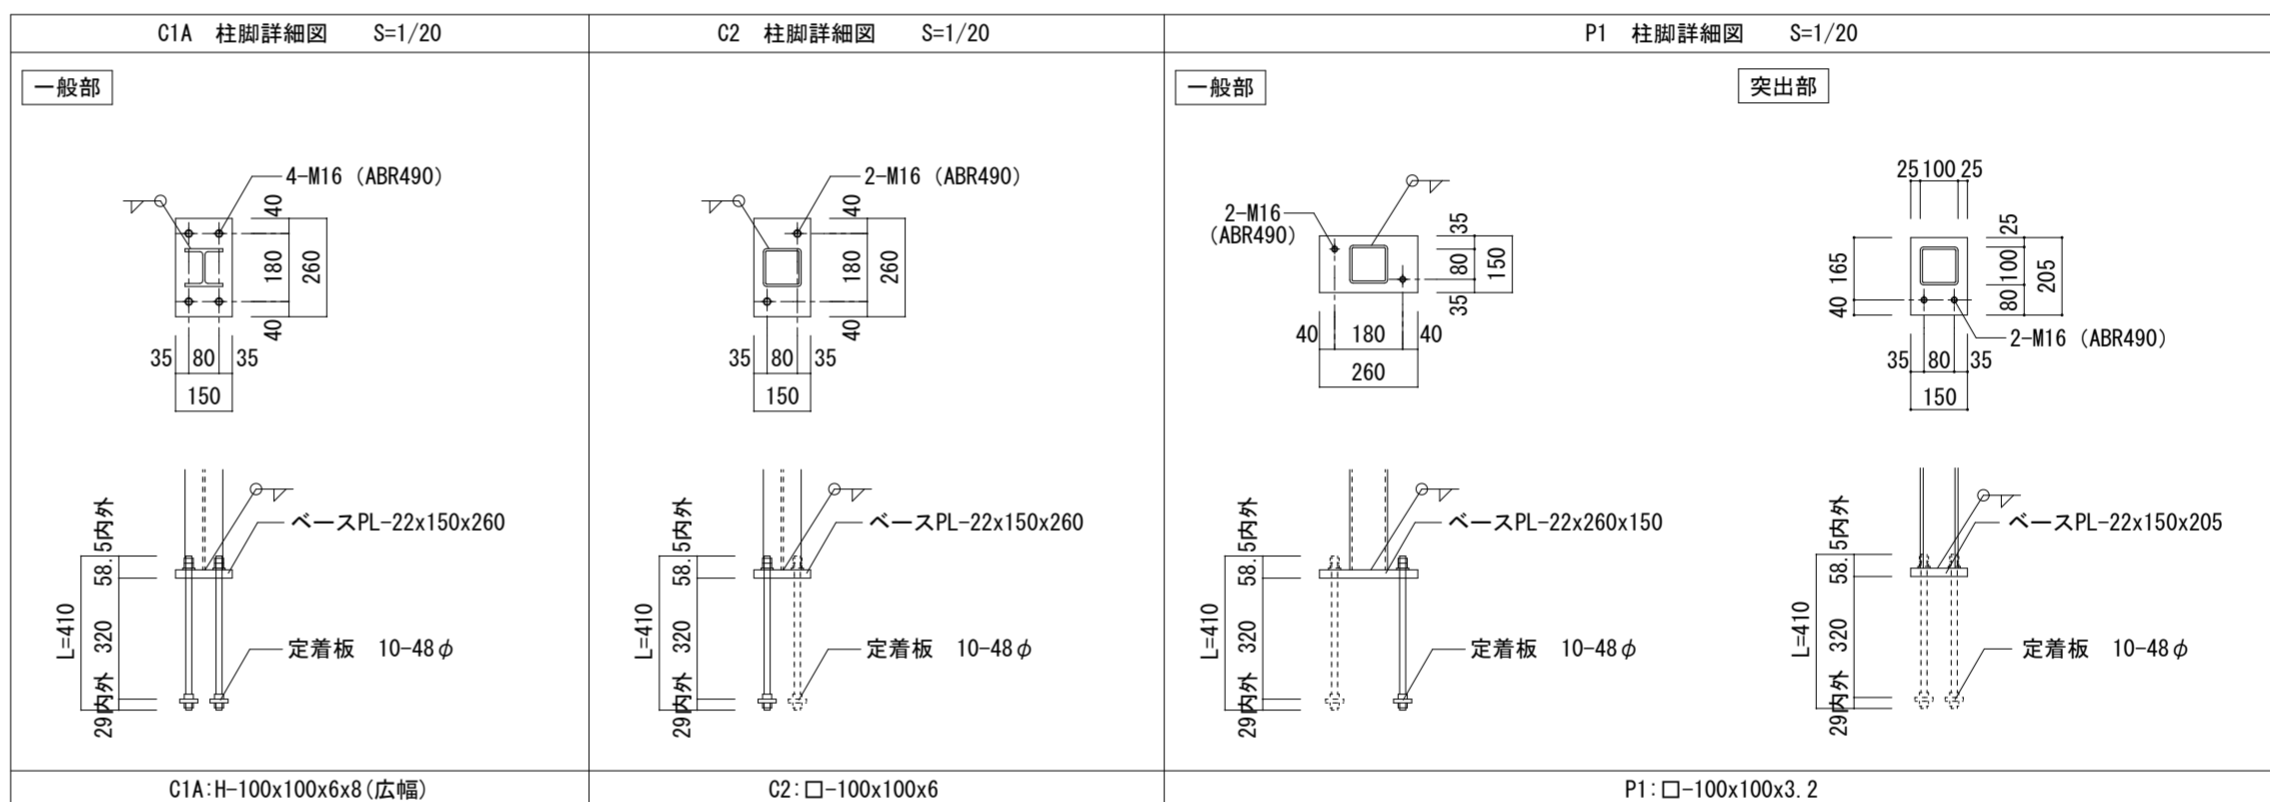 C1A 柱脚詳細図 S=1/20
一般部
4-M16 (ABR490)
40
180
260
40
35 80 35
150
58.5内外
ベースPL-22x150x260
L=410
320
定着板 10-48φ
29内外
C1A:H-100x100x6x8(広幅)
C2 柱脚詳細図 S=1/20
2-M16 (ABR490)
40
180
260
40
35 80 35
150
58.5内外
ベースPL-22x150x260
L=410
320
定着板 10-48φ
29内外
C2:□-100x100x6
P1 柱脚詳細図 S=1/20
一般部
2-M16
(ABR490)
35
80
150
35
40 180 40
260
58.5内外
ベースPL-22x260x150
L=410
320
定着板 10-48φ
29内外
突出部
25 100 25
25
165
100
205
40
80
2-M16 (ABR490)
35 80 35
150
58.5内外
ベースPL-22x150x205
L=410
320
定着板 10-48φ
29内外
P1:□-100x100x3.2